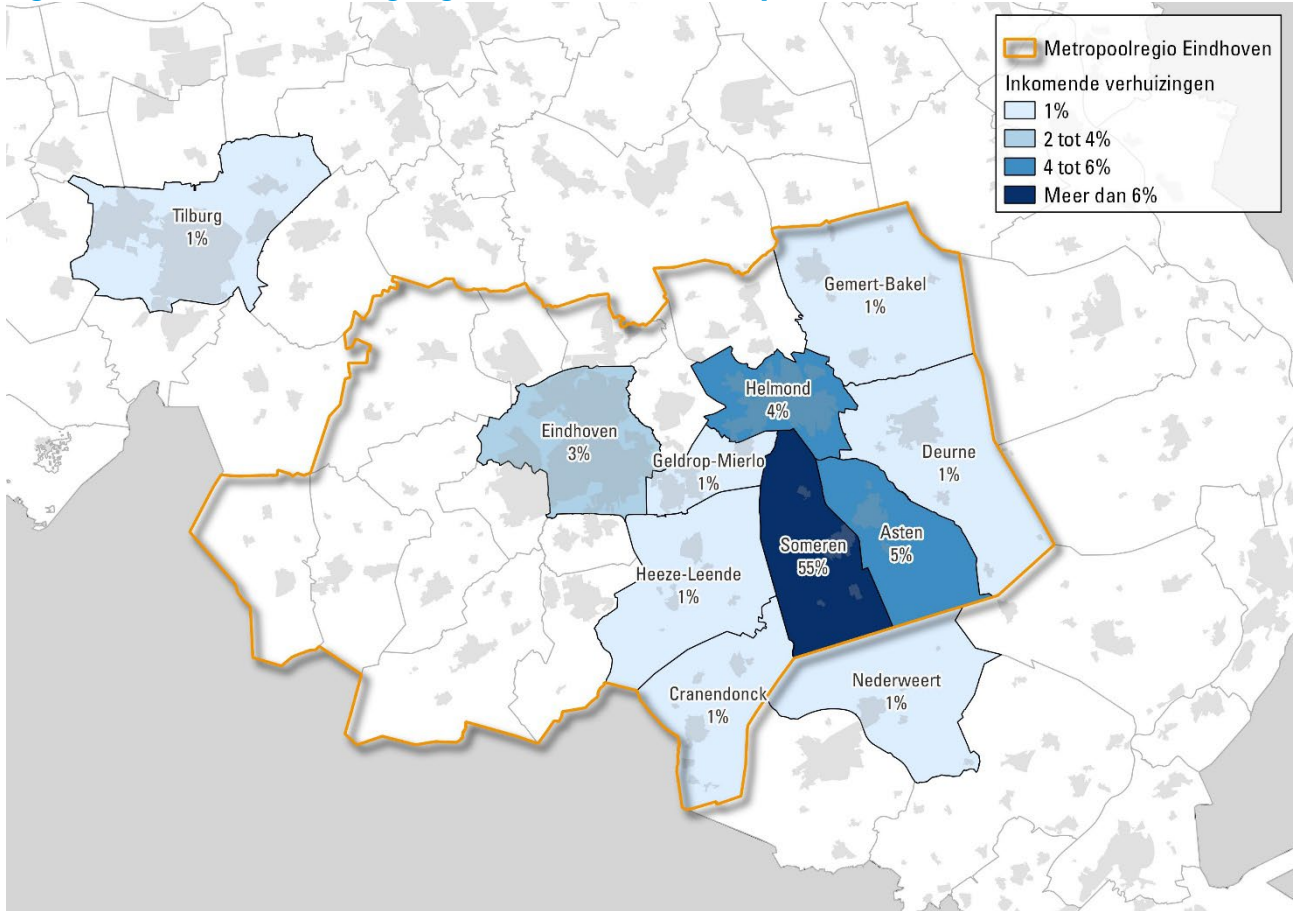 Metropoolregio Eindhoven
Inkomende verhuizingen
1%
2 tot 4%
4 tot 6%
Meer dan 6%
Tilburg
1%
Gemert-Bakel
1%
Helmond
4%
Eindhoven
3%
Geldrop-Mierlo
1%
Deurne
1%
Someren
55%
Asten
5%
Heeze-Leende
1%
Cranendonck
1%
Nederweert
1%